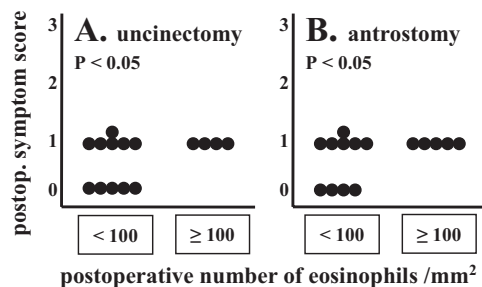 A. uncinectomy
P < 0.05
3
2
1
0
B. antrostomy
P < 0.05
3
2
1
0
postop. symptom score
< 100
≥ 100
< 100
≥ 100
postoperative number of eosinophils /mm²